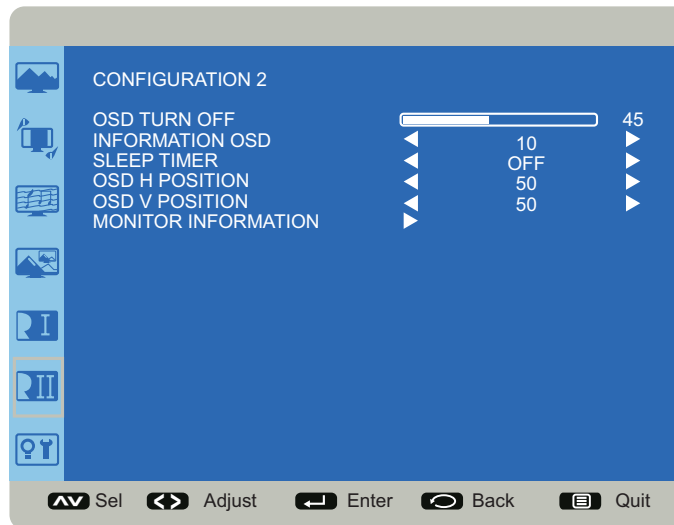 CONFIGURATION 2
OSD TURN OFF 45
INFORMATION OSD 10
SLEEP TIMER OFF
OSD H POSITION 50
OSD V POSITION 50
MONITOR INFORMATION
I
II
Sel Adjust Enter Back Quit